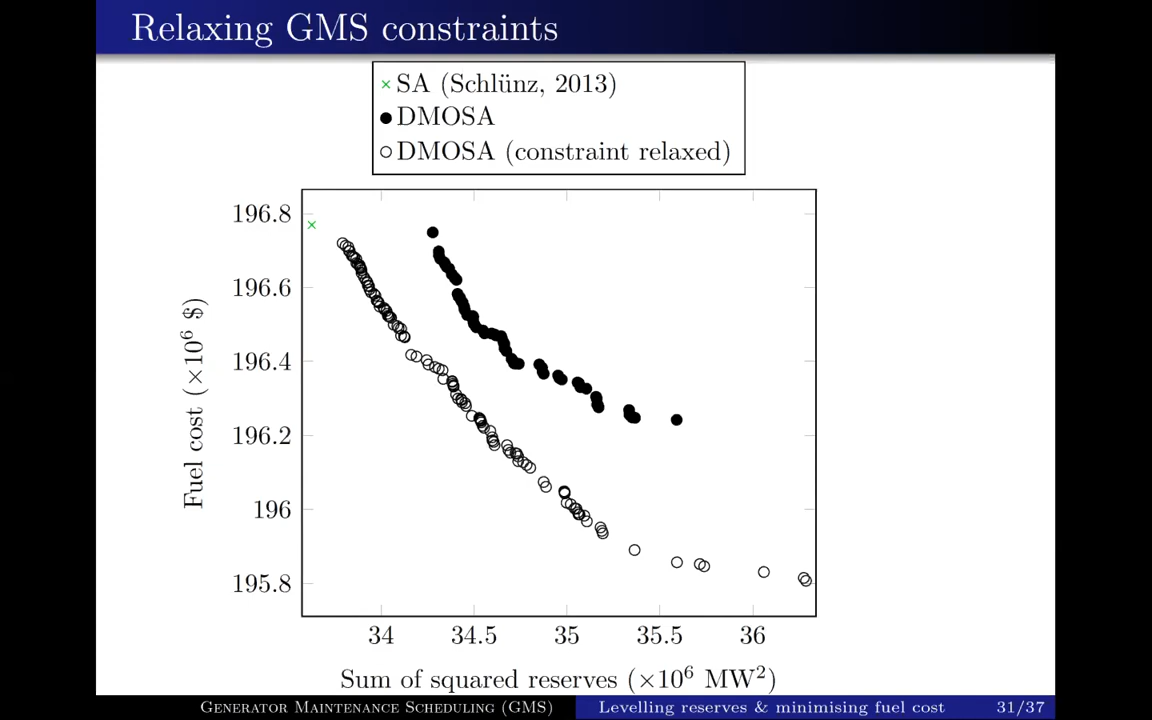 Relaxing GMS constraints
× SA (Schlünz, 2013)
● DMOSA
○ DMOSA (constraint relaxed)
196.8
196.6
196.4
196.2
196
195.8
Fuel cost (×10⁶ $)
34 34.5 35 35.5 36
Sum of squared reserves (×10⁶ MW²)
Generator Maintenance Scheduling (GMS) Levelling reserves & minimising fuel cost 31/37